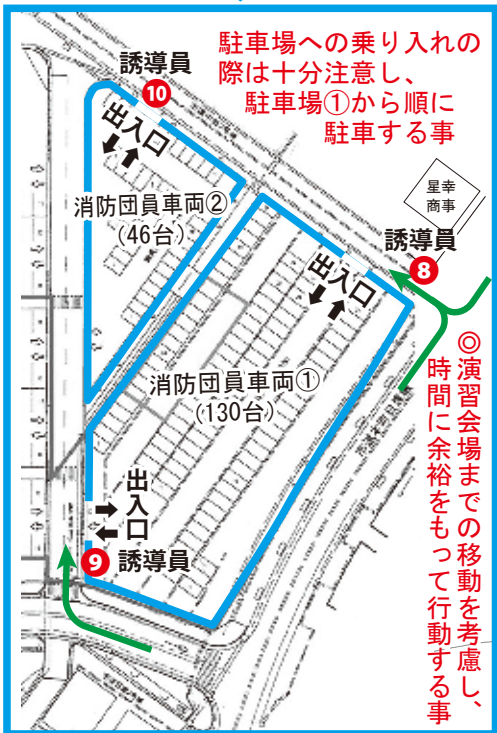 駐車場への乗り入れの
際は十分注意し、
駐車場①から順に
駐車する事
誘導員
10
出入口
消防団員車両②
(46台)
星幸
商事
誘導員
8
出入口
消防団員車両①
(130台)
出入口
9 誘導員
◎演習会場までの移動を考慮し、
時間に余裕をもって行動する事